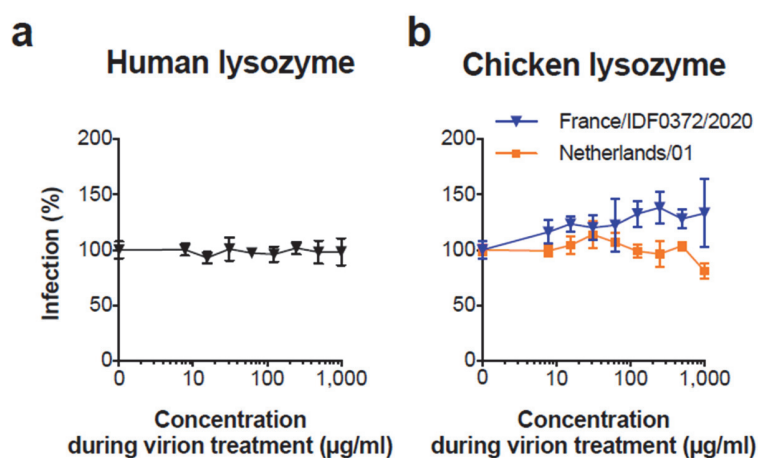 a
Human lysozyme
200
150
100
50
0
Infection (%)
0
10
100
1,000
Concentration
during virion treatment (µg/ml)
b
Chicken lysozyme
France/IDF0372/2020
Netherlands/01
200
150
100
50
0
0
10
100
1,000
Concentration
during virion treatment (µg/ml)